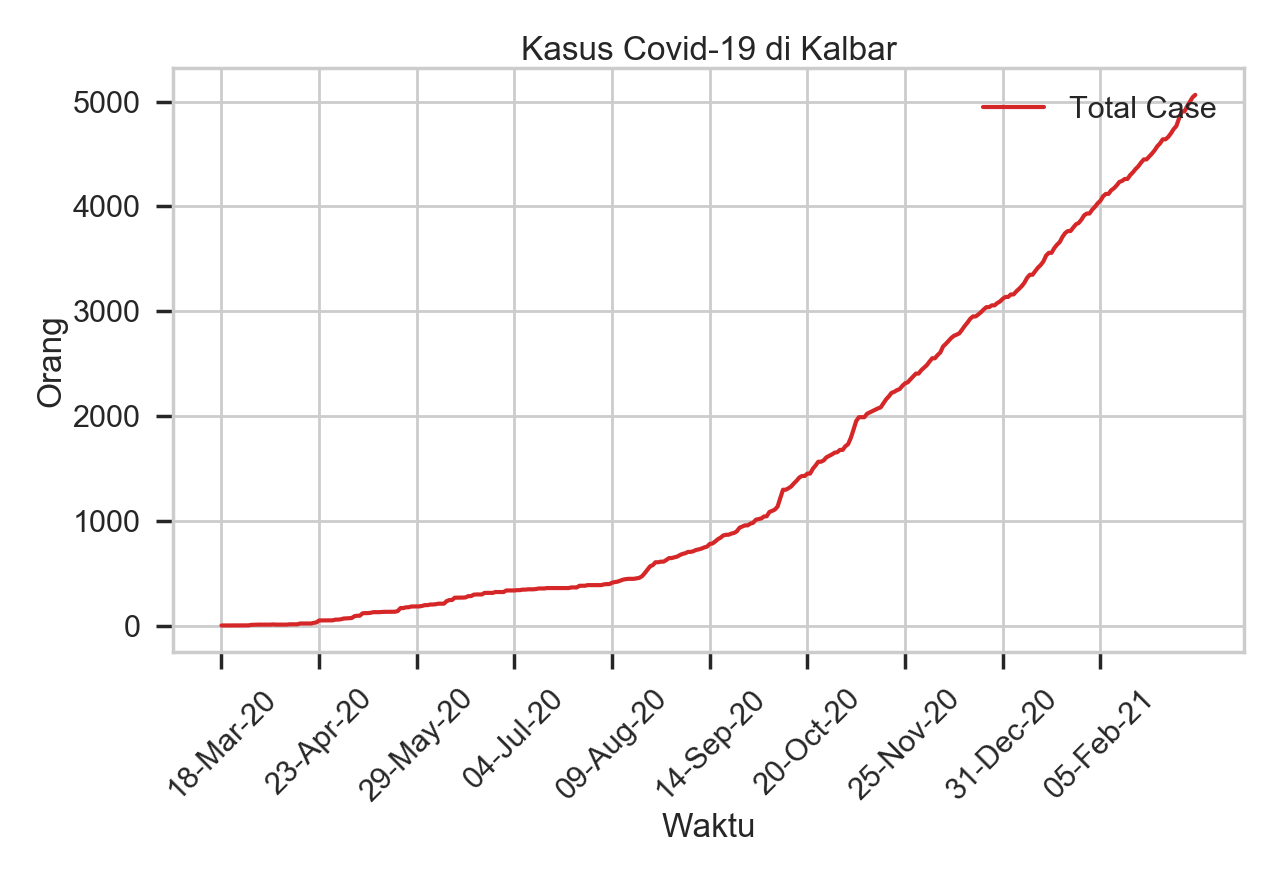 Kasus Covid-19 di Kalbar
Total Case
5000
4000
3000
2000
1000
0
Orang
18-Mar-20
23-Apr-20
29-May-20
04-Jul-20
09-Aug-20
14-Sep-20
20-Oct-20
25-Nov-20
31-Dec-20
05-Feb-21
Waktu